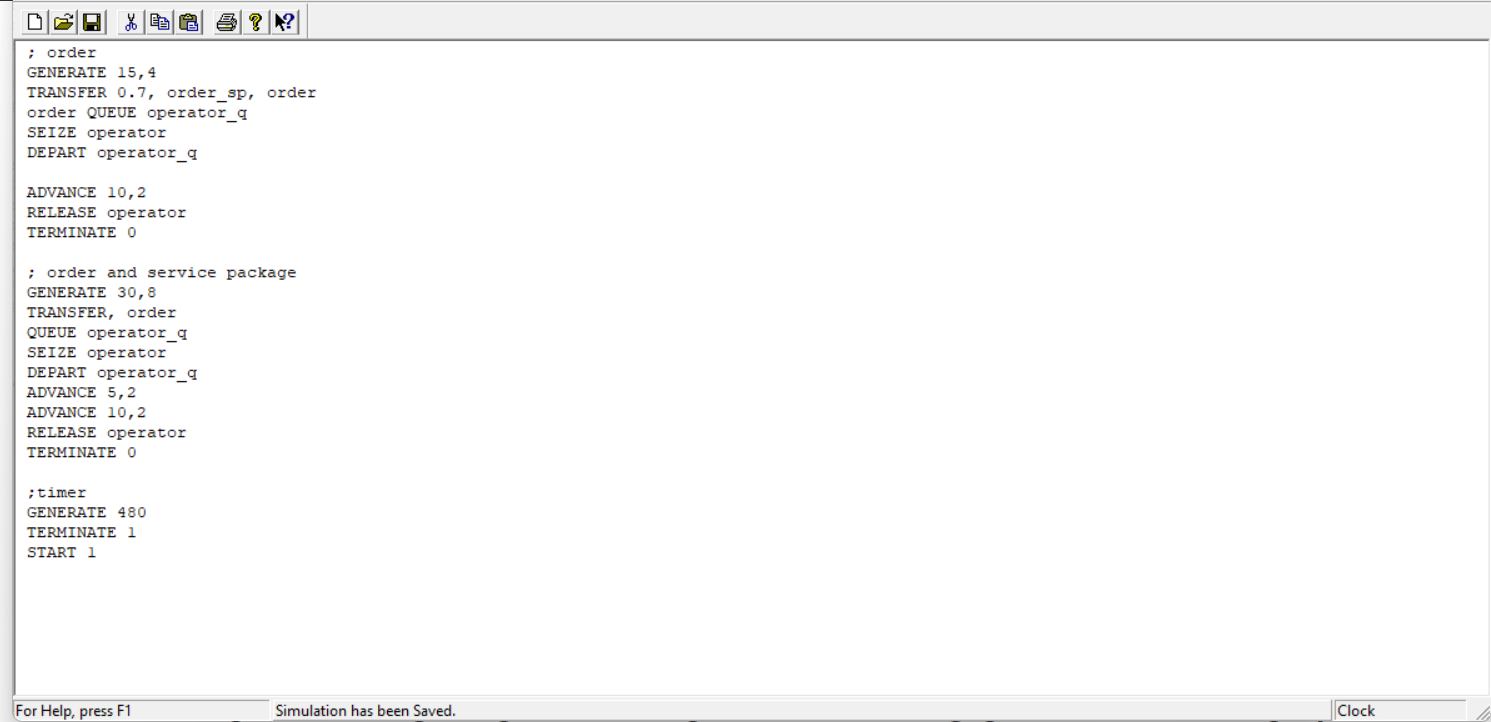 ; order
GENERATE 15,4
TRANSFER 0.7, order_sp, order
order QUEUE operator_q
SEIZE operator
DEPART operator_q
ADVANCE 10,2
RELEASE operator
TERMINATE 0
; order and service package
GENERATE 30,8
TRANSFER, order
QUEUE operator_q
SEIZE operator
DEPART operator_q
ADVANCE 5,2
ADVANCE 10,2
RELEASE operator
TERMINATE 0
;timer
GENERATE 480
TERMINATE 1
START 1
For Help, press F1 Simulation has been Saved. Clock